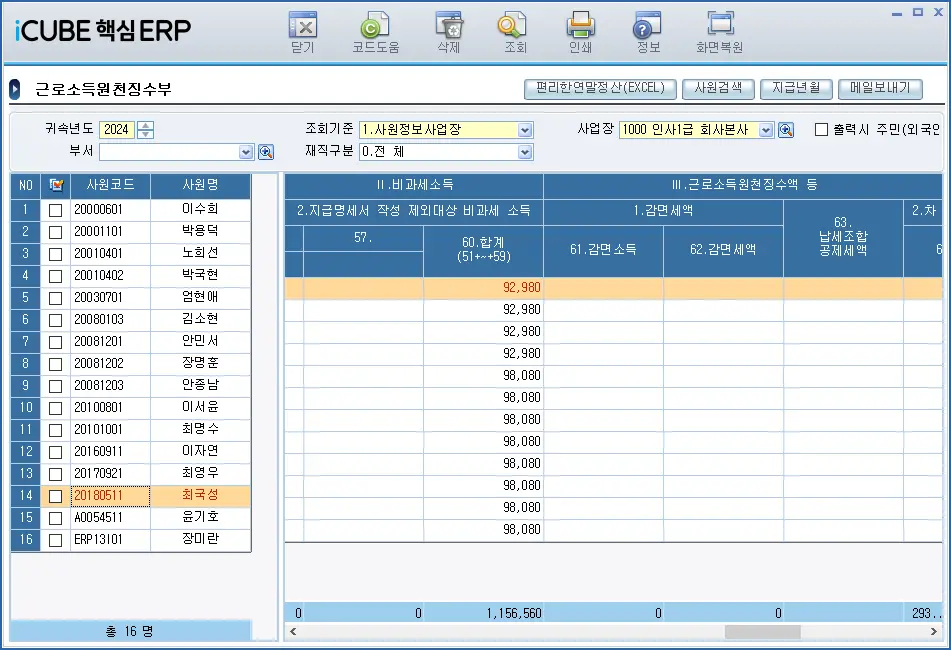 iCUBE 핵심ERP
닫기 코드도움 삭제 조회 인쇄 정보 화면복원
근로소득원천징수부
편리한연말정산(EXCEL) 사원검색 지급년월 메일보내기
귀속년도 2024 조회기준 1.사원정보사업장 사업장 1000 인사1급 회사본사 출력시 주민(외국인
부서 재직구분 0.전 체
NO 사원코드 사원명
1 20000601 이수희
2 20001101 박용덕
3 20010401 노희선
4 20010402 박국현
5 20030701 엄현애
6 20080103 김소현
7 20081201 안민서
8 20081202 장명훈
9 20081203 안종남
10 20100801 이서윤
11 20101001 최명수
12 20160911 이자연
13 20170921 최영우
14 20180511 최국성
15 A0054511 윤기호
16 ERP13I01 장미란
총 16 명
II.비과세소득 III.근로소득원천징수액 등
2.지급명세서 작성 제외대상 비과세 소득 1.감면세액 63.
납세조합
공제세액 2.차
57. 60.합계
(51+~+59) 61.감면소득 62.감면세액 6
92,980
92,980
92,980
92,980
98,080
98,080
98,080
98,080
98,080
98,080
98,080
98,080
0 0 1,156,560 0 0 293..